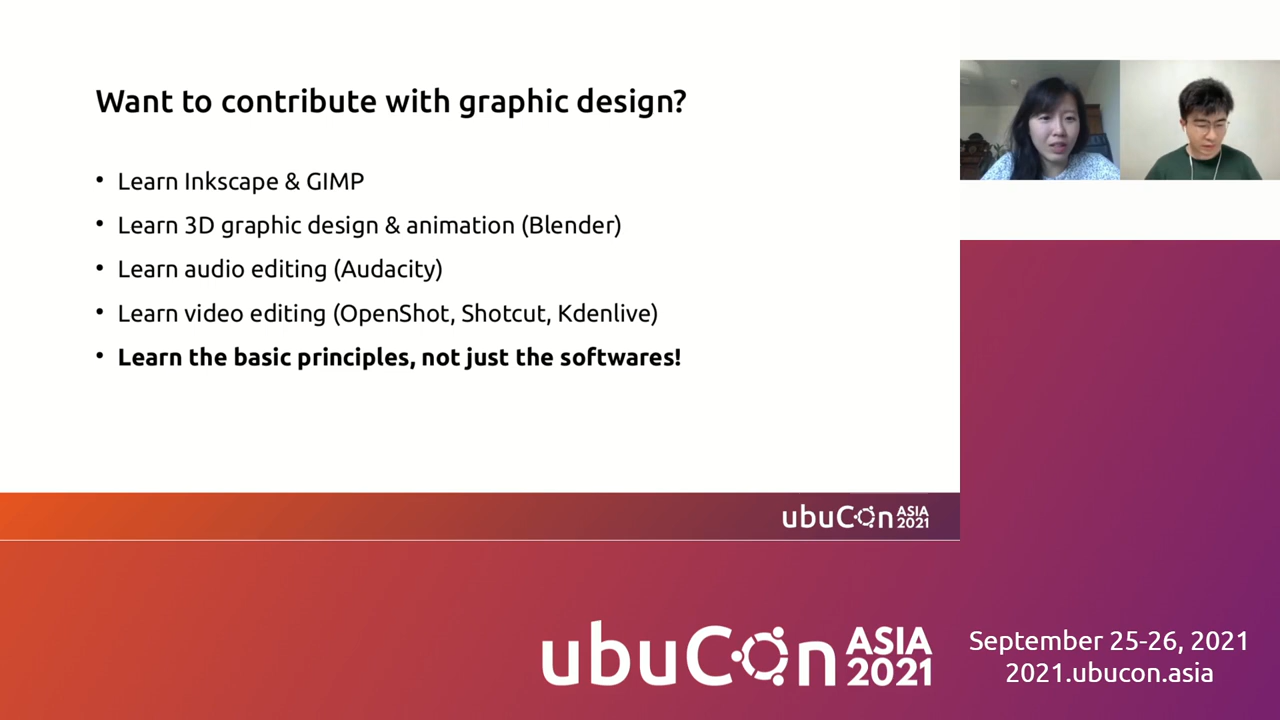 Want to contribute with graphic design?
• Learn Inkscape & GIMP
• Learn 3D graphic design & animation (Blender)
• Learn audio editing (Audacity)
• Learn video editing (OpenShot, Shotcut, Kdenlive)
• Learn the basic principles, not just the softwares!
ubuCon ASIA 2021
ubuCon ASIA 2021
September 25-26, 2021
2021.ubucon.asia